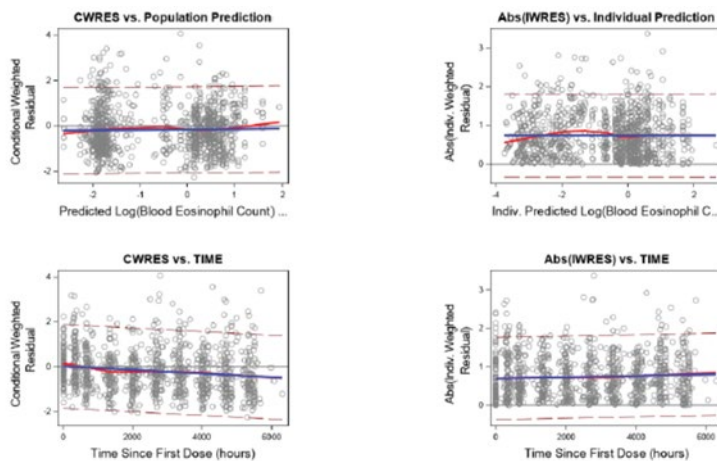 CWRES vs. Population Prediction
Conditional Weighted
Residual
4
2
0
-2
-2
-1
0
1
2
Predicted Log(Blood Eosinophil Count) ...
Abs(IWRES) vs. Individual Prediction
Abs(Indiv. Weighted
Residual)
3
2
1
0
-4
-2
0
2
Indiv. Predicted Log(Blood Eosinophil C...
CWRES vs. TIME
Conditional Weighted
Residual
4
2
0
-2
0
2000
4000
6000
Time Since First Dose (hours)
Abs(IWRES) vs. TIME
Abs(Indiv. Weighted
Residual)
3
2
1
0
0
2000
4000
6000
Time Since First Dose (hours)